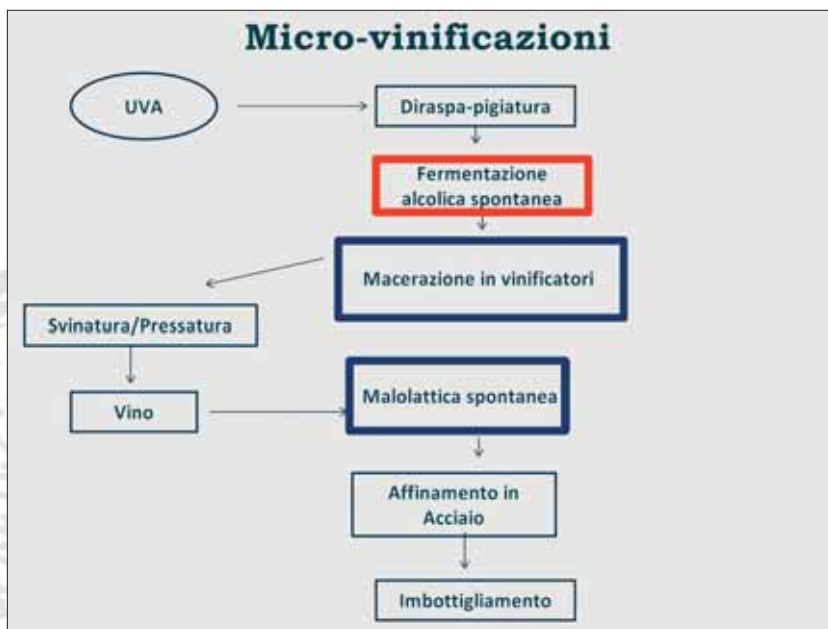 Micro-vinificazioni
UVA
Diraspa-pigiatura
Fermentazione
alcolica spontanea
Macerazione in vinificatori
Svinatura/Pressatura
Vino
Malolattica spontanea
Affinamento in
Acciaio
Imbottigliamento